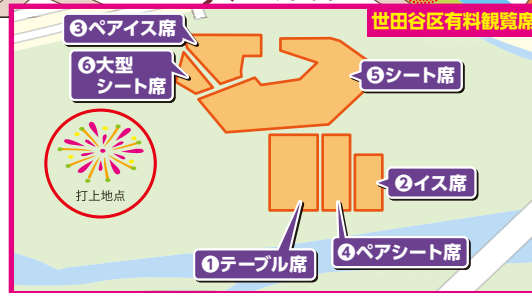 世田谷区有料観覧席
❸ペアイス席
❻大型
シート席
❺シート席
打上地点
❷イス席
❶テーブル席
❹ペアシート席